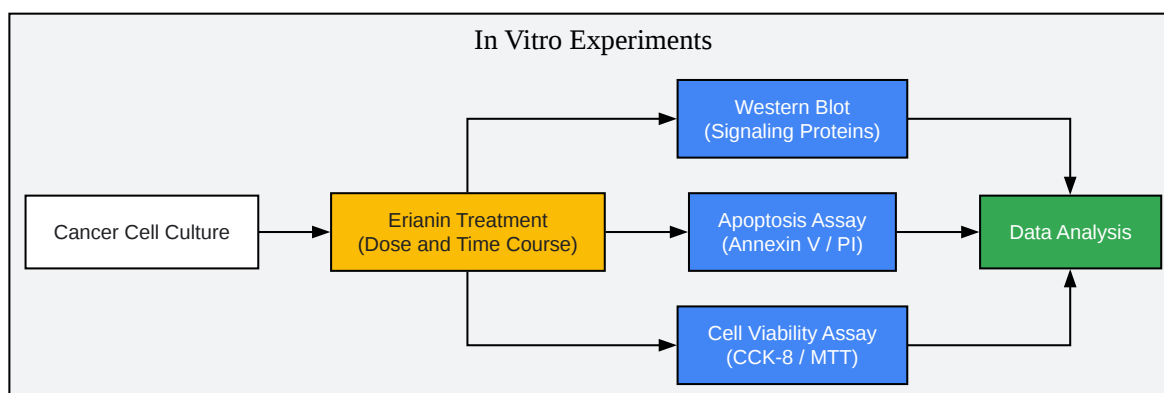 In Vitro Experiments
Cancer Cell Culture
Erianin Treatment
(Dose and Time Course)
Western Blot
(Signaling Proteins)
Apoptosis Assay
(Annexin V / PI)
Cell Viability Assay
(CCK-8 / MTT)
Data Analysis